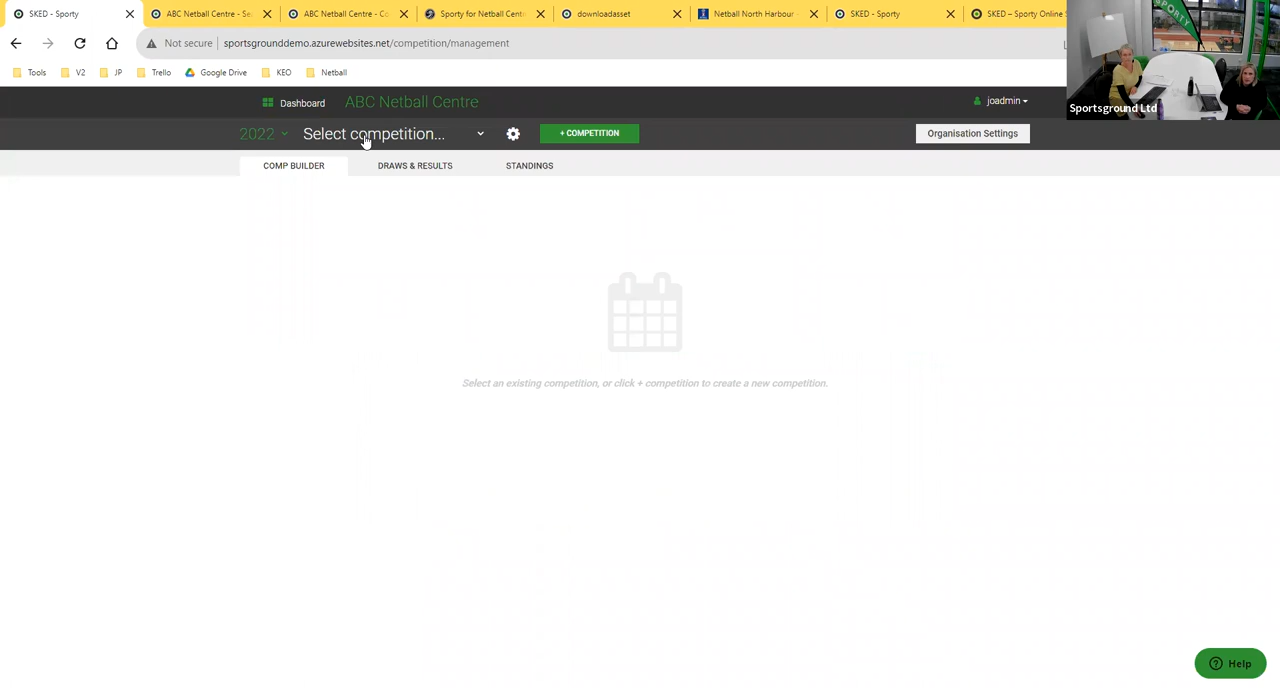 SKED - Sporty
ABC Netball Centre - Se
ABC Netball Centre - Co
Sporty for Netball Cent
downloadasset
Netball North Harbour
SKED - Sporty
SKED – Sporty Online S
Not secure
sportsgrounddemo.azurewebsites.net/competition/management
Tools
V2
JP
Trello
Google Drive
KEO
Netball
SPORTY
Sportsground Ltd
Dashboard
ABC Netball Centre
joadmin
2022
Select competition...
+ COMPETITION
Organisation Settings
COMP BUILDER
DRAWS & RESULTS
STANDINGS
Select an existing competition, or click + competition to create a new competition.
Help